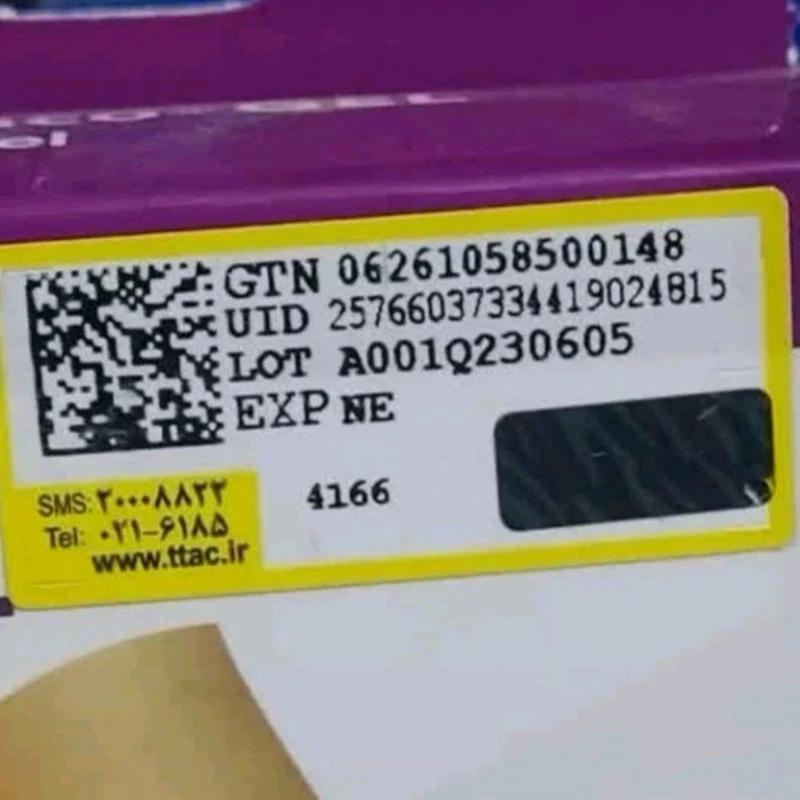 GTN 06261058500148
UID 25766037334419024815
LOT A001Q230605
EXP NE
4166
SMS: ۲۰۰۰۸۸۲۲
Tel: ۰۲۱-۶۱۸۵
www.ttac.ir